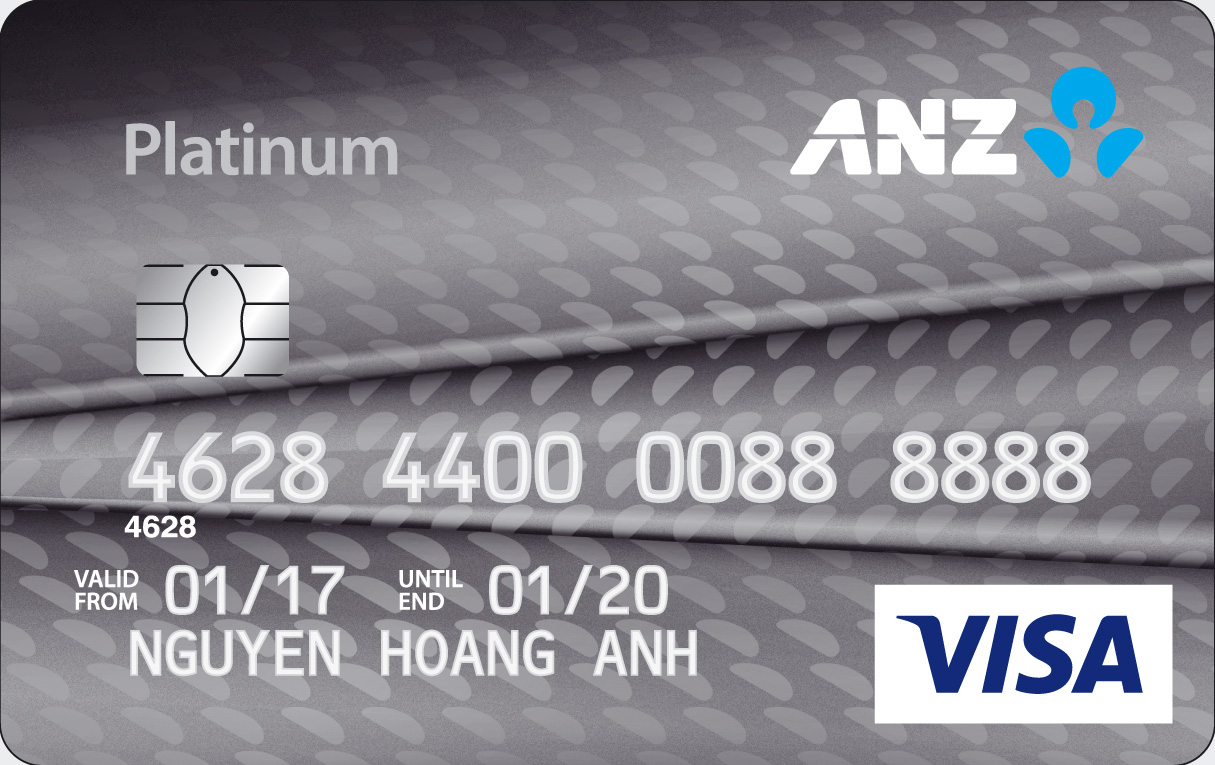 Platinum
ANZ
4628 4400 0088 8888
4628
VALID FROM 01/17 UNTIL END 01/20
NGUYEN HOANG ANH
VISA